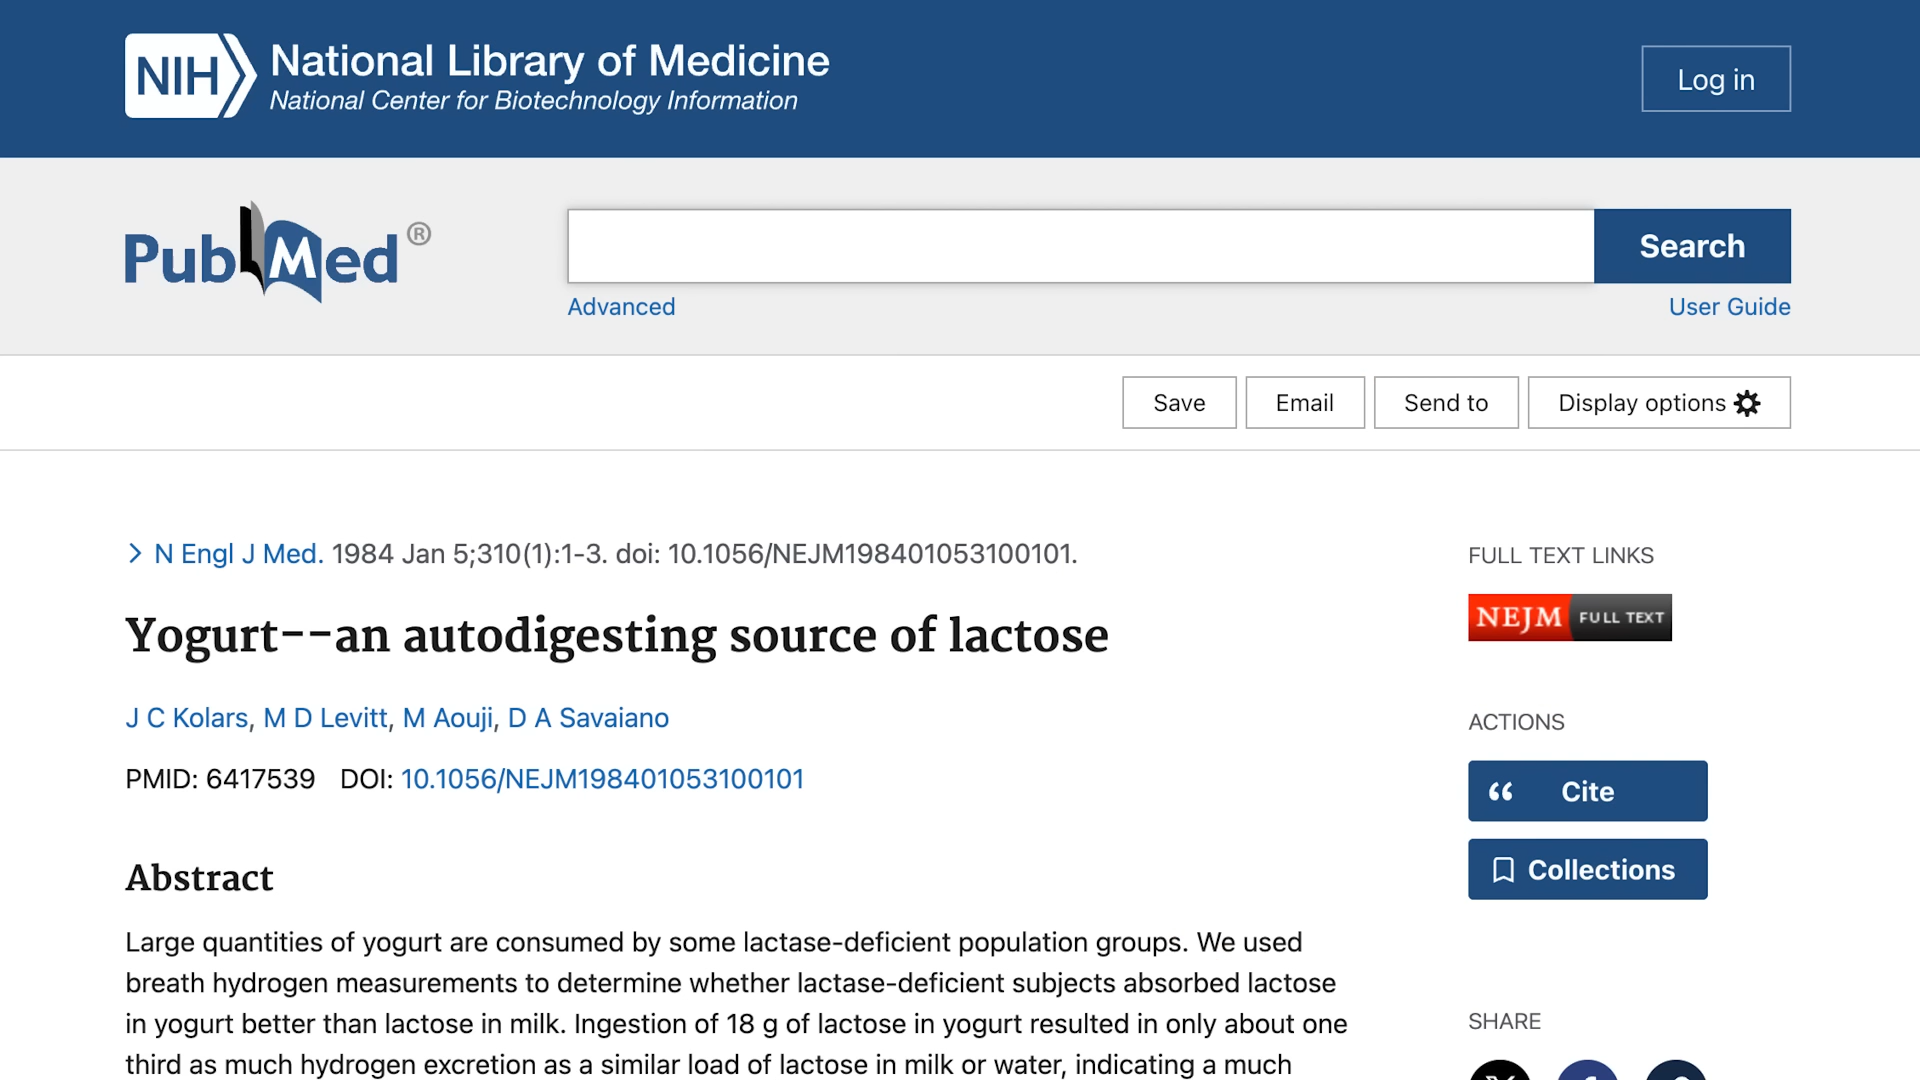 NIH National Library of Medicine
National Center for Biotechnology Information
Log in
PubMed®
Search
Advanced
User Guide
Save
Email
Send to
Display options
N Engl J Med. 1984 Jan 5;310(1):1-3. doi: 10.1056/NEJM198401053100101.
Yogurt--an autodigesting source of lactose
J C Kolars, M D Levitt, M Aouji, D A Savaiano
PMID: 6417539 DOI: 10.1056/NEJM198401053100101
Abstract
Large quantities of yogurt are consumed by some lactase-deficient population groups. We used
breath hydrogen measurements to determine whether lactase-deficient subjects absorbed lactose
in yogurt better than lactose in milk. Ingestion of 18 g of lactose in yogurt resulted in only about one
third as much hydrogen excretion as a similar load of lactose in milk or water, indicating a much
FULL TEXT LINKS
NEJM FULL TEXT
ACTIONS
Cite
Collections
SHARE